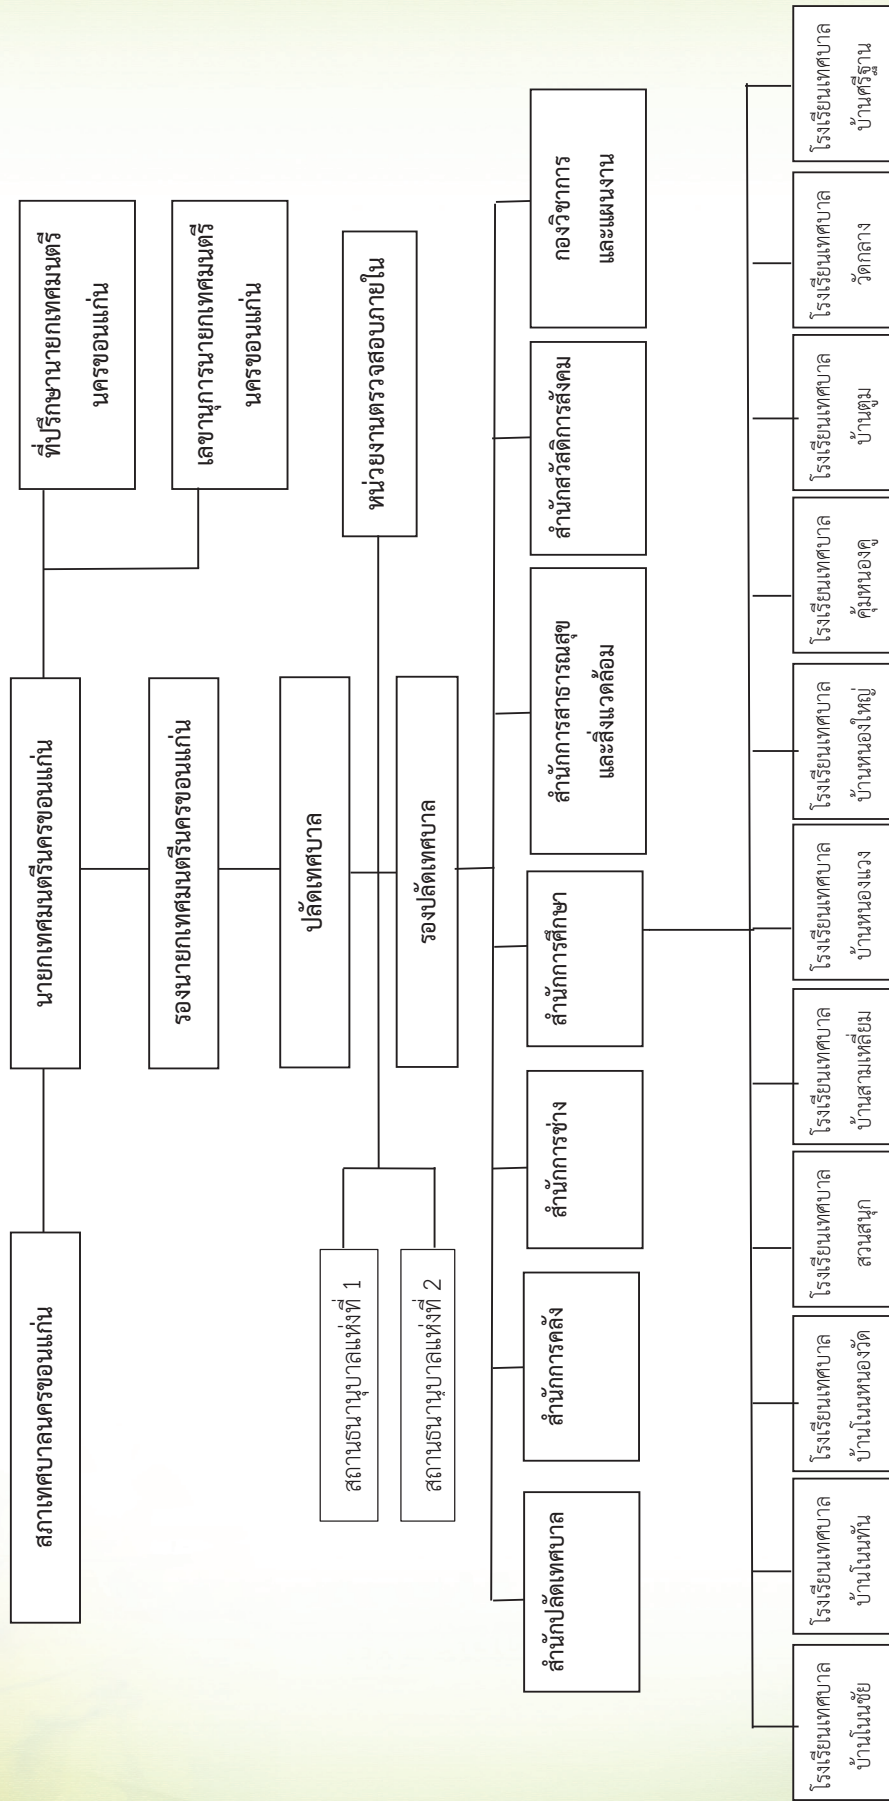 สภาเทศบาลนครขอนแก่น
นายกเทศมนตรีนครขอนแก่น
ที่ปรึกษานายกเทศมนตรี
นครขอนแก่น
เลขานุการนายกเทศมนตรี
นครขอนแก่น
รองนายกเทศมนตรีนครขอนแก่น
ปลัดเทศบาล
หน่วยงานตรวจสอบภายใน
สถานธนานุบาลแห่งที่ 1
สถานธนานุบาลแห่งที่ 2
รองปลัดเทศบาล
สำนักปลัดเทศบาล
สำนักการคลัง
สำนักการช่าง
สำนักการศึกษา
สำนักการสาธารณสุข
และสิ่งแวดล้อม
สำนักสวัสดิการสังคม
กองวิชาการ
และแผนงาน
โรงเรียนเทศบาล
บ้านโนนชัย
โรงเรียนเทศบาล
บ้านโนนทัน
โรงเรียนเทศบาล
บ้านโนนหนองวัด
โรงเรียนเทศบาล
สวนสนุก
โรงเรียนเทศบาล
บ้านสามเหลี่ยม
โรงเรียนเทศบาล
บ้านหนองแวง
โรงเรียนเทศบาล
บ้านหนองใหญ่
โรงเรียนเทศบาล
คุ้มหนองคู
โรงเรียนเทศบาล
บ้านตูม
โรงเรียนเทศบาล
วัดกลาง
โรงเรียนเทศบาล
บ้านศรีฐาน